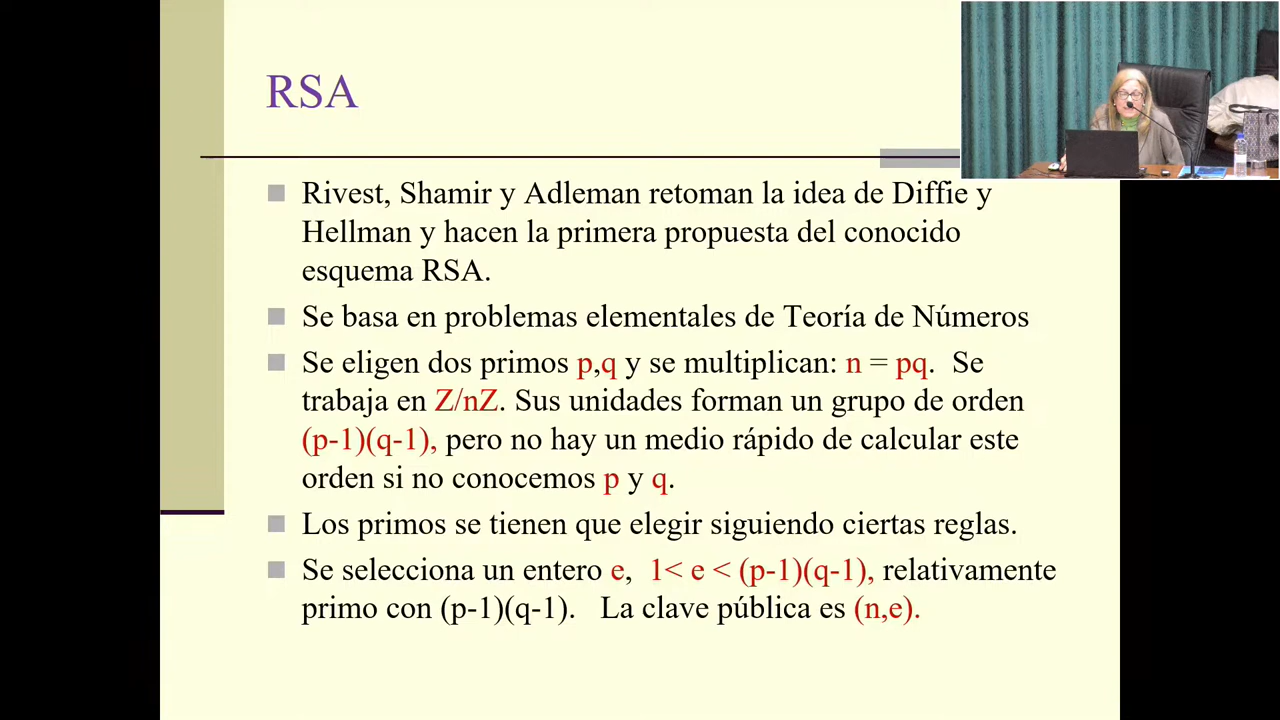 RSA
Rivest, Shamir y Adleman retoman la idea de Diffie y
Hellman y hacen la primera propuesta del conocido
esquema RSA.
Se basa en problemas elementales de Teoría de Números
Se eligen dos primos p,q y se multiplican: n = pq. Se
trabaja en Z/nZ. Sus unidades forman un grupo de orden
(p-1)(q-1), pero no hay un medio rápido de calcular este
orden si no conocemos p y q.
Los primos se tienen que elegir siguiendo ciertas reglas.
Se selecciona un entero e, 1< e < (p-1)(q-1), relativamente
primo con (p-1)(q-1). La clave pública es (n,e).